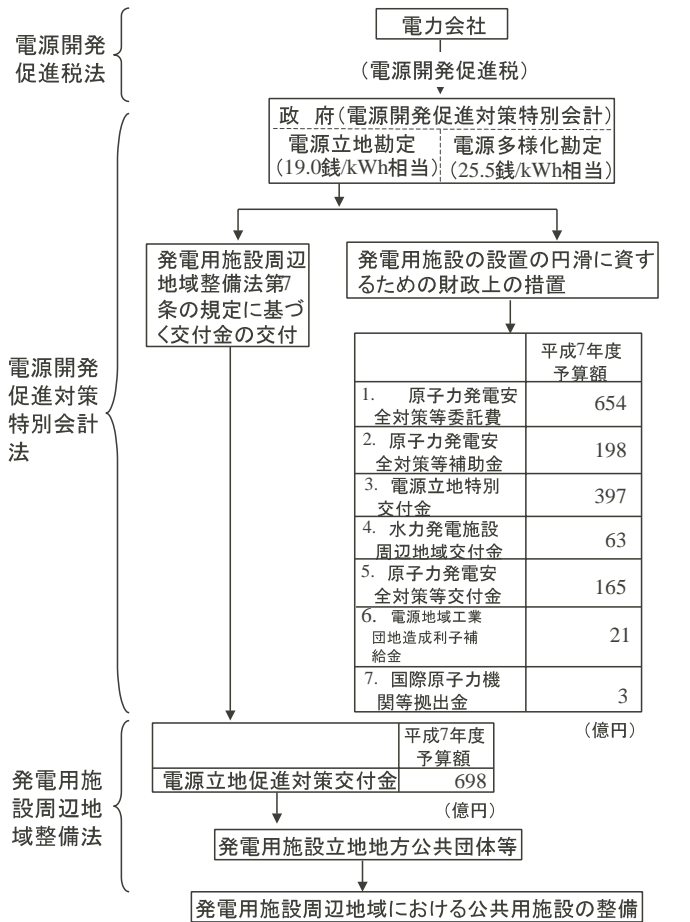 電源開発
促進税法
電力会社
(電源開発促進税)
政 府(電源開発促進対策特別会計)
電源立地勘定
(19.0銭/kWh相当)
電源多様化勘定
(25.5銭/kWh相当)
電源開発
促進対策
特別会計
法
発電用施設周辺
地域整備法第7
条の規定に基づ
く交付金の交付
発電用施設の設置の円滑に資す
るための財政上の措置
平成7年度
予算額
1. 原子力発電安
全対策等委託費
654
2. 原子力発電安
全対策等補助金
198
3. 電源立地特別
交付金
397
4. 水力発電施設
周辺地域交付金
63
5. 原子力発電安
全対策等交付金
165
6. 電源地域工業
団地造成利子補
給金
21
7. 国際原子力機
関等拠出金
3
(億円)
発電用施
設周辺地
域整備法
平成7年度
予算額
電源立地促進対策交付金
698
(億円)
発電用施設立地地方公共団体等
発電用施設周辺地域における公共用施設の整備